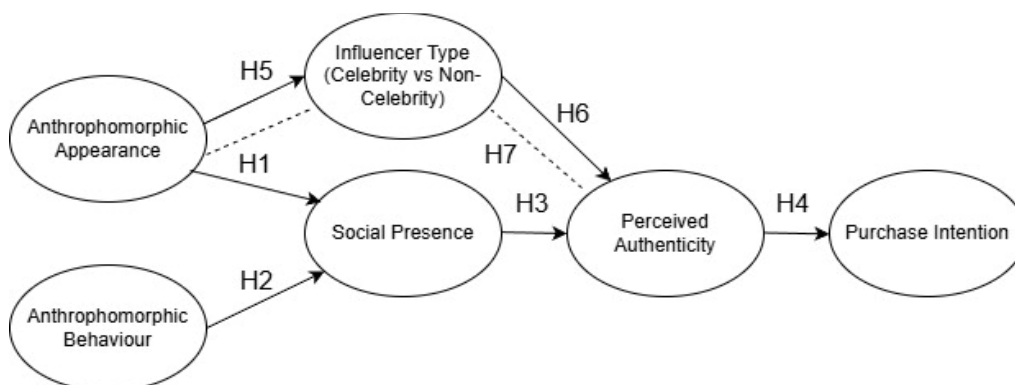 Influencer Type
(Celebrity vs Non-
Celebrity)
H5
Anthrophomorphic
Appearance
H6
H1
H7
H3
H4
Social Presence
Perceived
Authenticity
Purchase Intention
H2
Anthrophomorphic
Behaviour